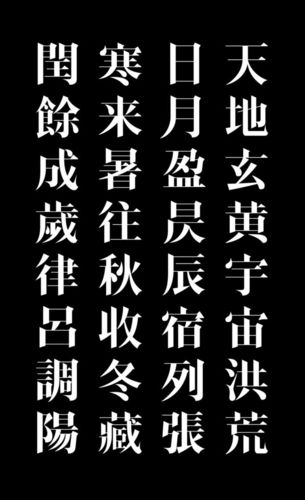 天地玄黄宇宙洪荒
日月盈昃辰宿列張
寒来暑往秋收冬藏
閏餘成歲律呂調陽